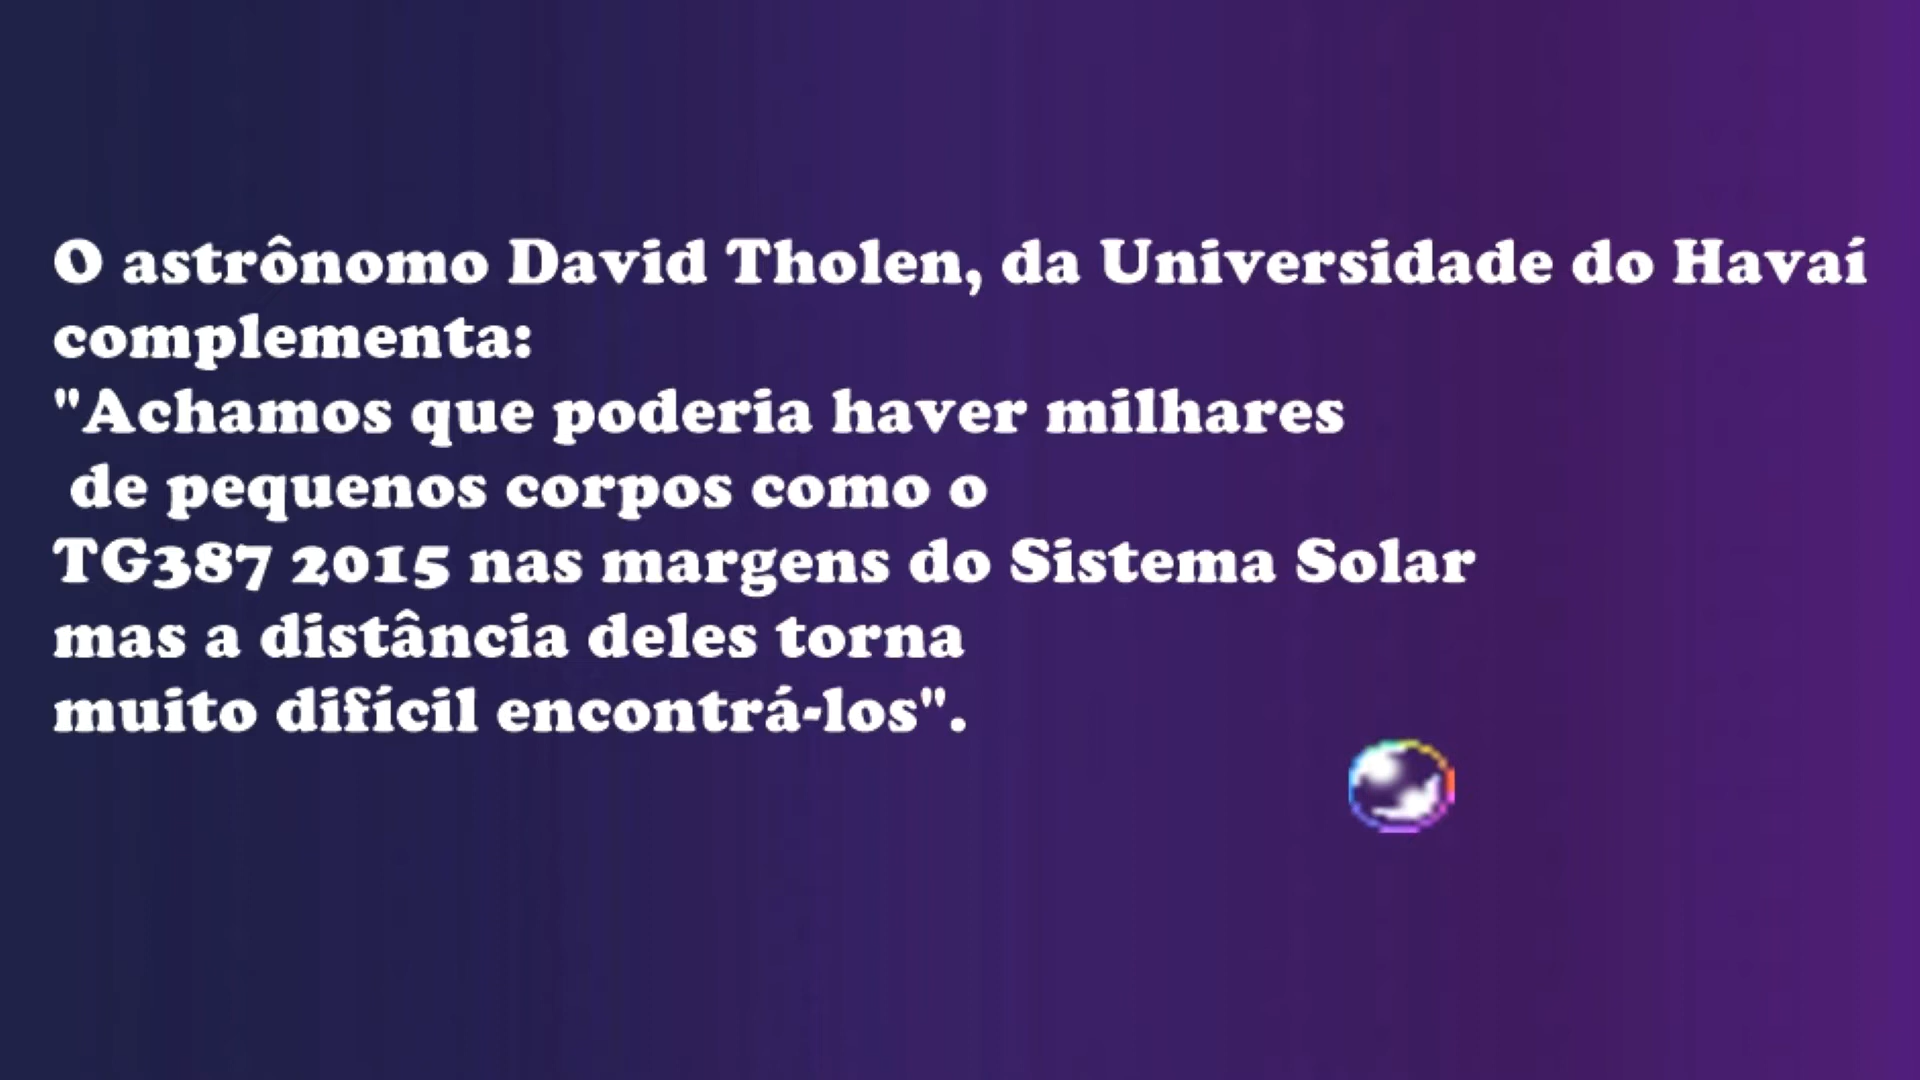 O astrônomo David Tholen, da Universidade do Havaí
complementa:
"Achamos que poderia haver milhares
de pequenos corpos como o
TG387 2015 nas margens do Sistema Solar
mas a distância deles torna
muito difícil encontrá-los".